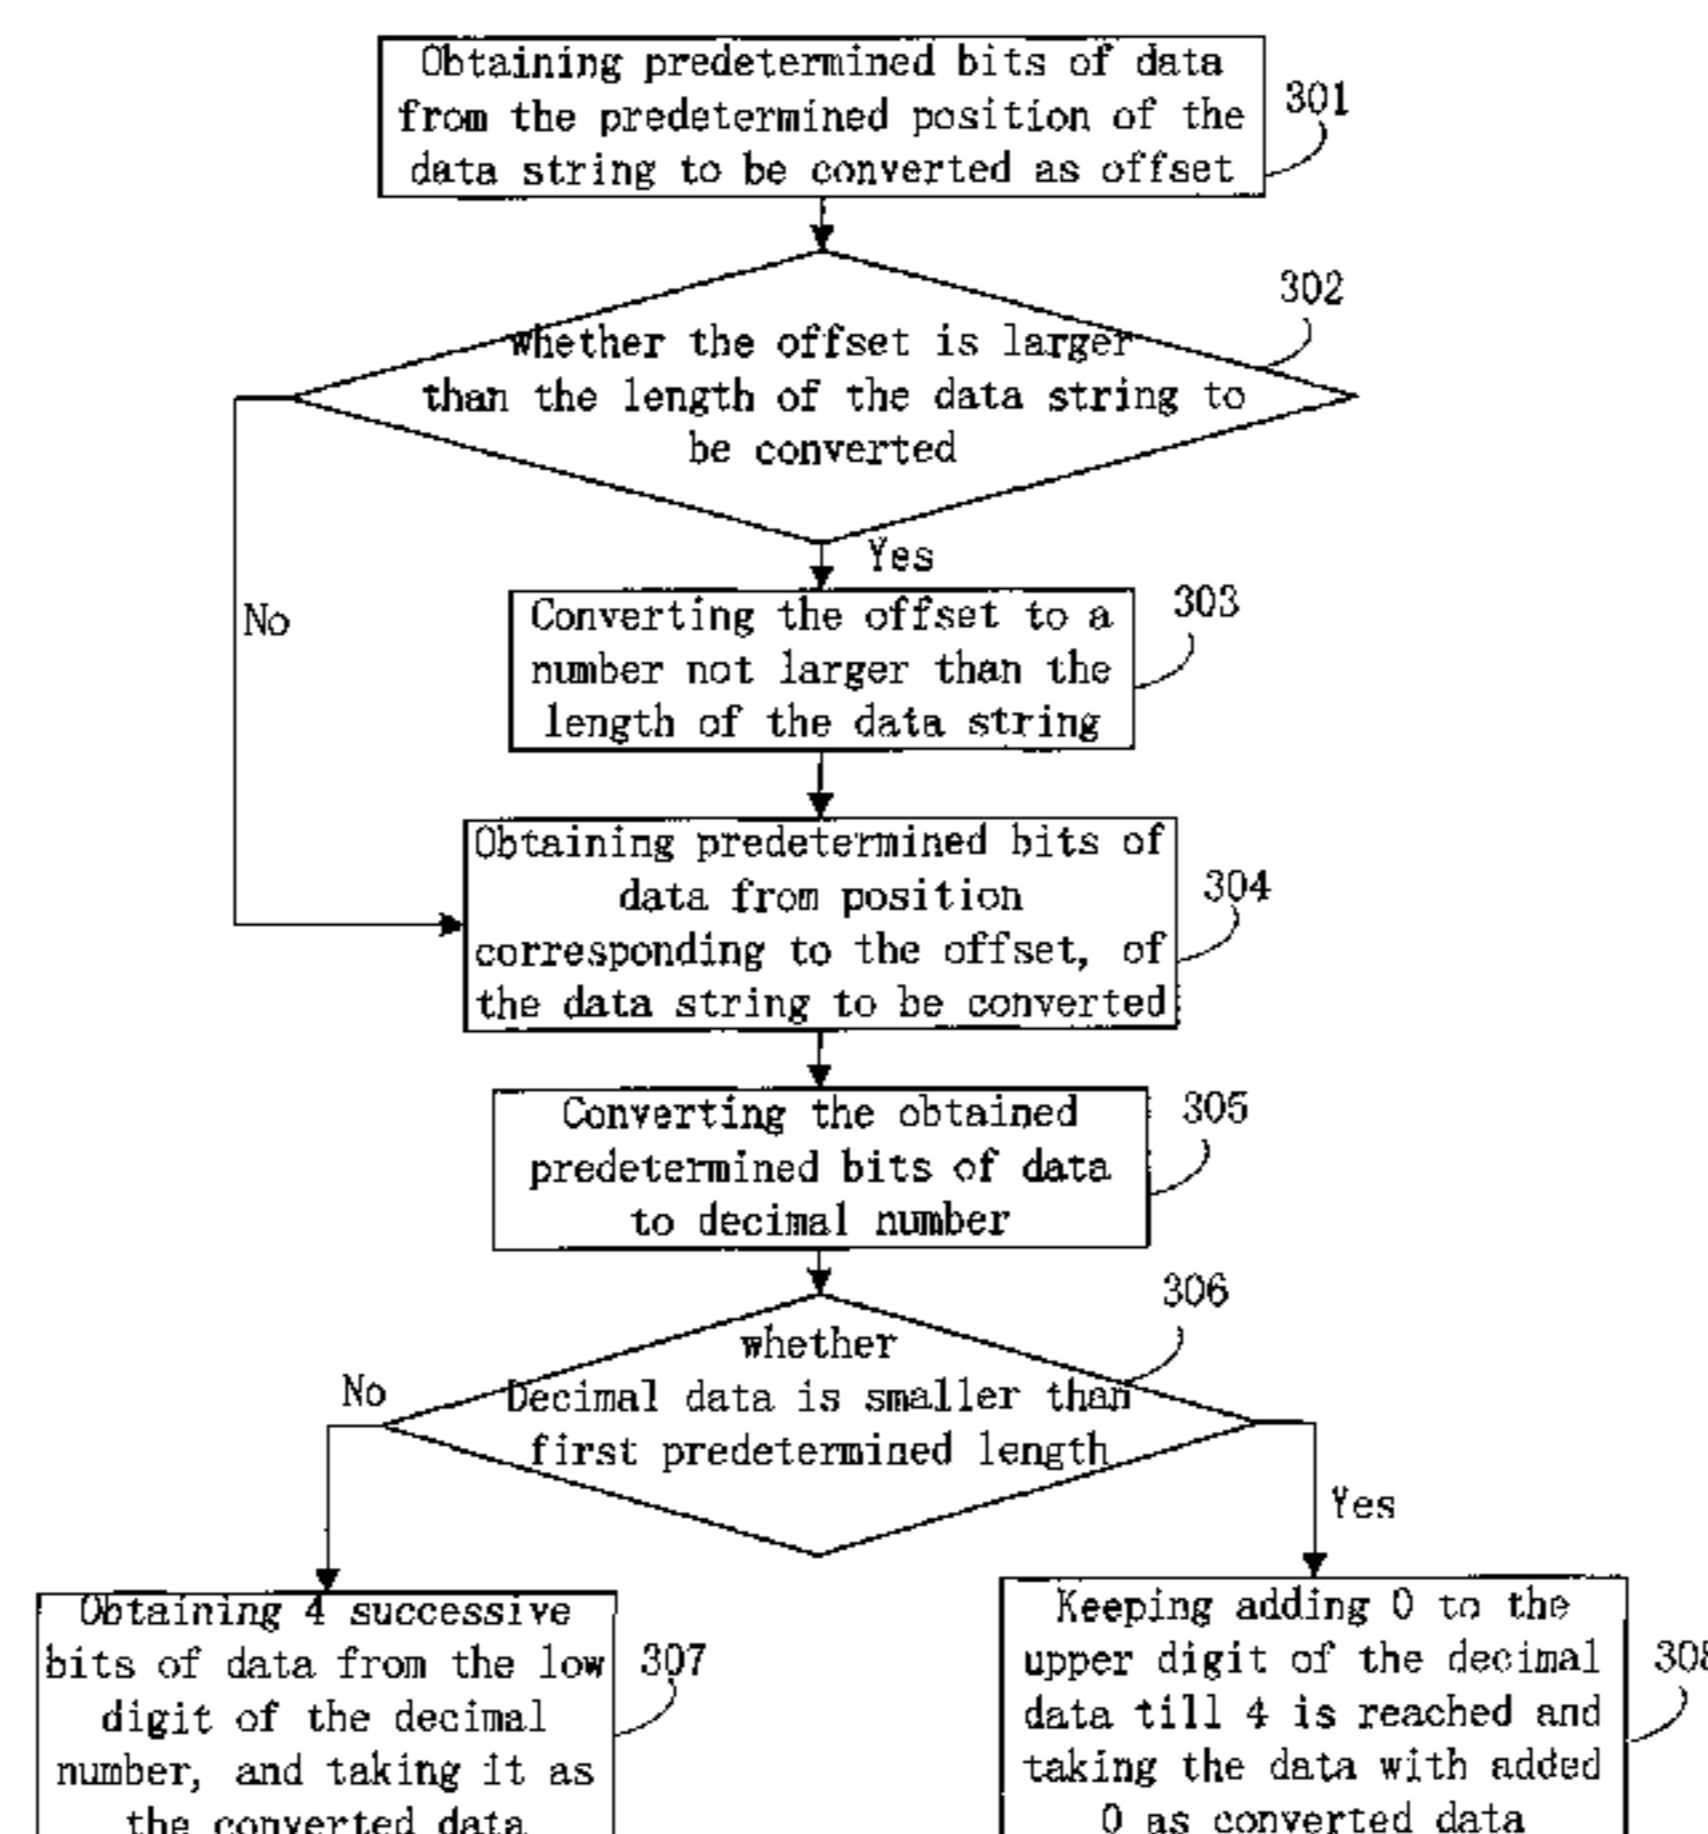 Obtaining predetermined bits of data
from the predetermined position of the
data string to be converted as offset
301
302
whether the offset is larger
than the length of the data string to
be converted
Yes
No
Converting the offset to a
number not larger than the
length of the data string
303
Obtaining predetermined bits of
data from position
corresponding to the offset, of
the data string to be converted
304
Converting the obtained
predetermined bits of data
to decimal number
305
306
whether
Decimal data is smaller than
first predetermined length
No
Yes
Obtaining 4 successive
bits of data from the low
digit of the decimal
number, and taking it as
the converted data
307
Keeping adding 0 to the
upper digit of the decimal
data till 4 is reached and
taking the data with added
0 as converted data
308